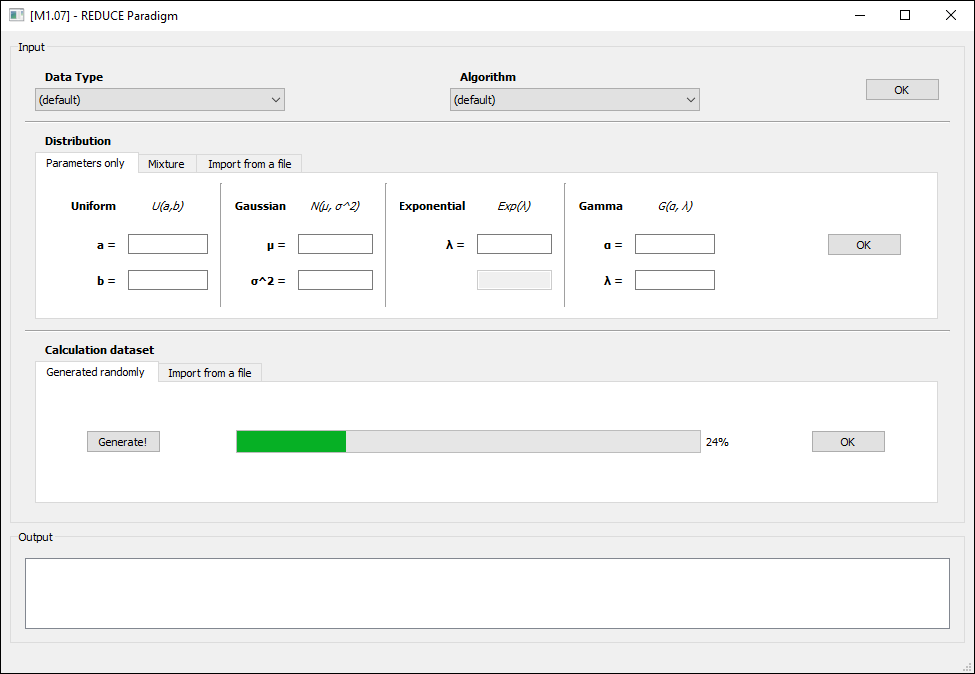 [M1.07] - REDUCE Paradigm
Input
Data Type
Algorithm
(default)
(default)
OK
Distribution
Parameters only
Mixture
Import from a file
Uniform U(a,b)
Gaussian N(μ, σ^2)
Exponential Exp(λ)
Gamma G(α, λ)
a =
μ =
λ =
α =
OK
b =
σ^2 =
λ =
Calculation dataset
Generated randomly
Import from a file
Generate!
24%
OK
Output